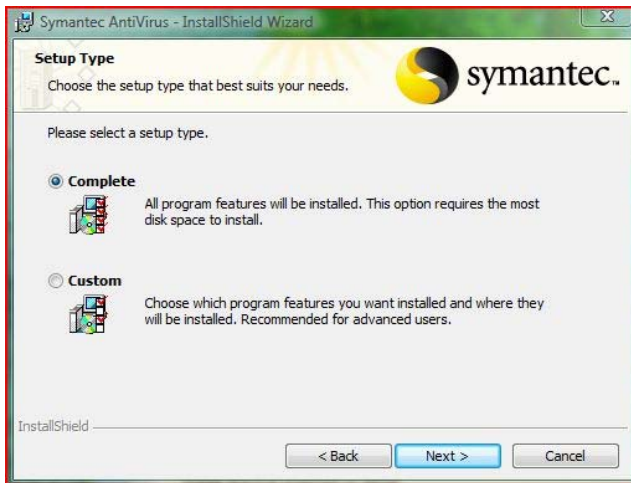 Symantec AntiVirus - InstallShield Wizard
Setup Type
Choose the setup type that best suits your needs.
symantec.
Please select a setup type.
Complete
All program features will be installed. This option requires the most
disk space to install.
Custom
Choose which program features you want installed and where they
will be installed. Recommended for advanced users.
InstallShield
< Back
Next >
Cancel